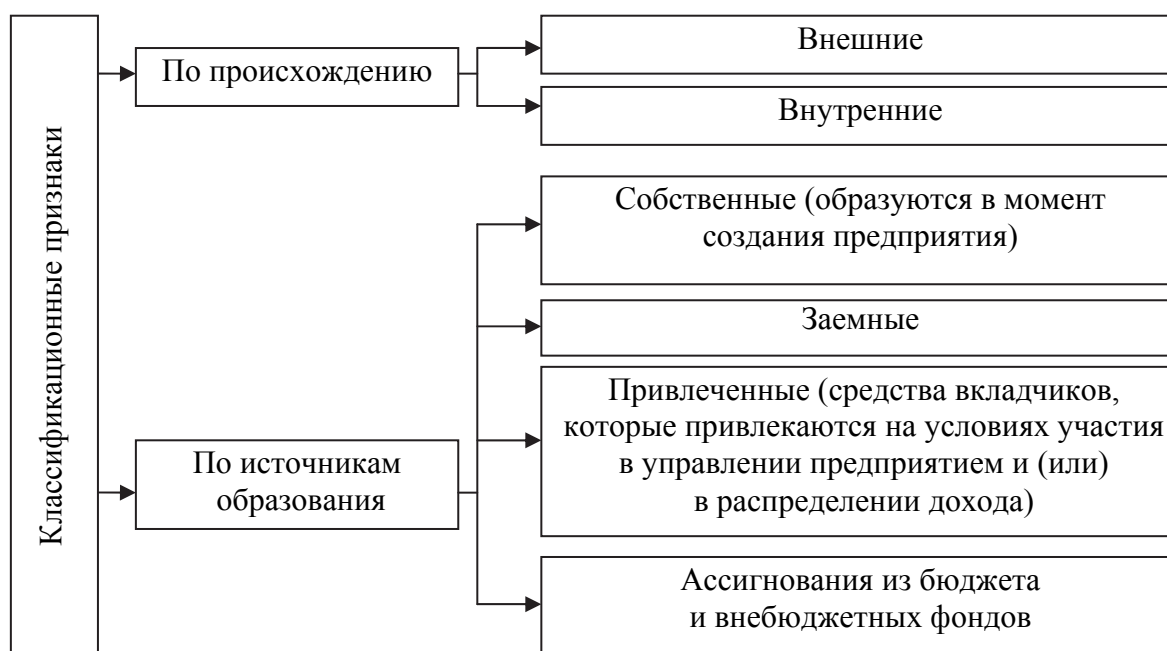 Классификационные признаки
По происхождению
Внешние
Внутренние
По источникам
образования
Собственные (образуются в момент
создания предприятия)
Заемные
Привлеченные (средства вкладчиков,
которые привлекаются на условиях участия
в управлении предприятием и (или)
в распределении дохода)
Ассигнования из бюджета
и внебюджетных фондов